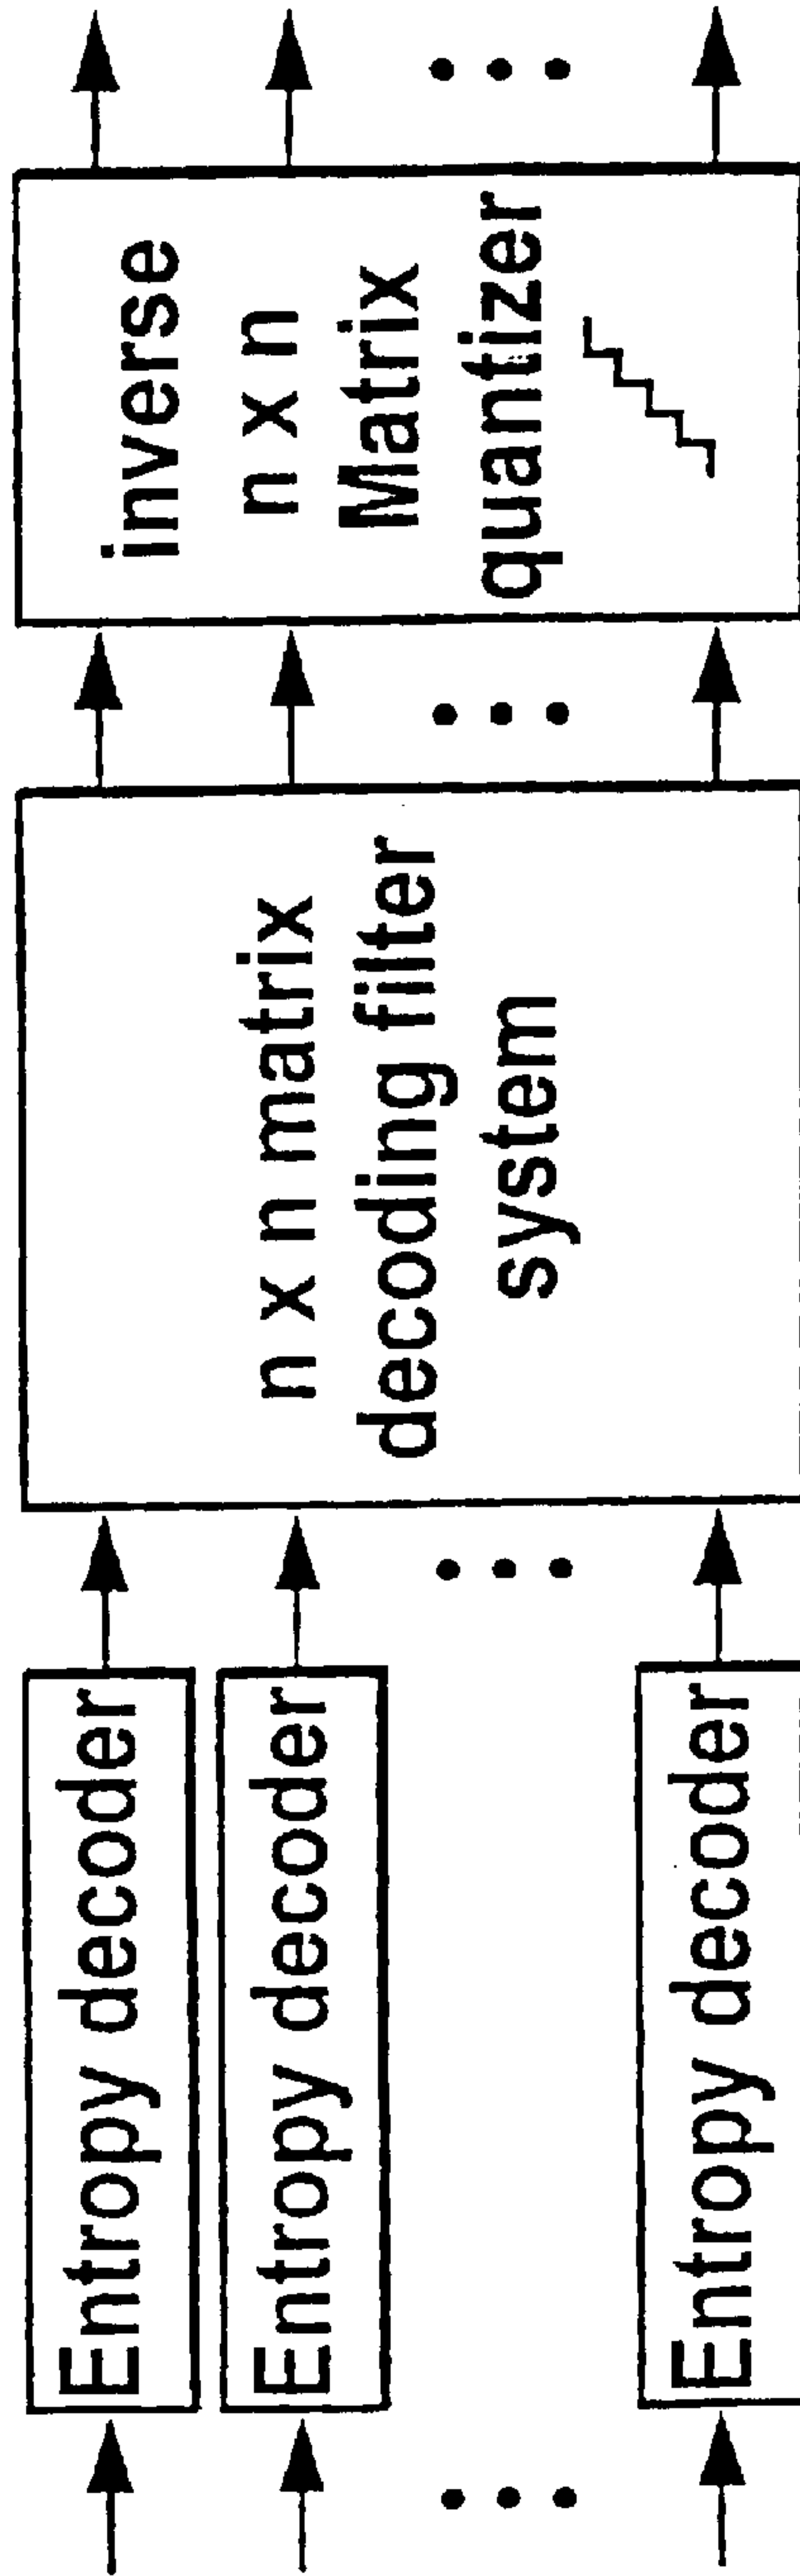 Entropy decoder
Entropy decoder
Entropy decoder
n x n matrix
decoding filter
system
inverse
n x n
Matrix
quantizer